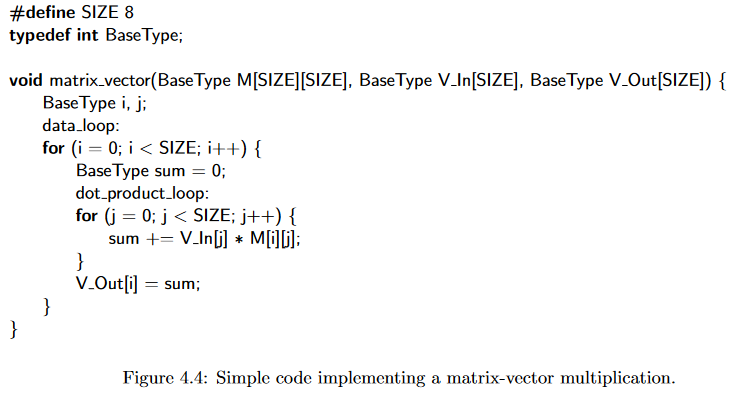 #define SIZE 8
typedef int BaseType;

void matrix_vector(BaseType M[SIZE][SIZE], BaseType V_In[SIZE], BaseType V_Out[SIZE]) {
    BaseType i, j;
    data_loop:
    for (i = 0; i < SIZE; i++) {
        BaseType sum = 0;
        dot_product_loop:
        for (j = 0; j < SIZE; j++) {
            sum += V_In[j] * M[i][j];
        }
        V_Out[i] = sum;
    }
}

Figure 4.4: Simple code implementing a matrix-vector multiplication.